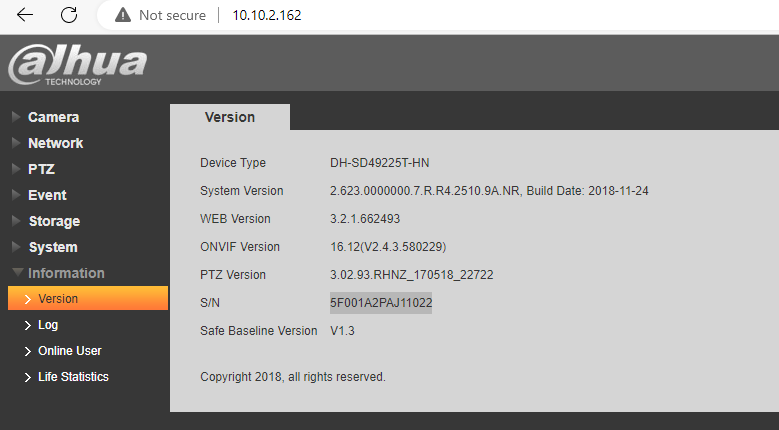 Not secure 10.10.2.162
alhua
TECHNOLOGY
Camera
Network
PTZ
Event
Storage
System
Information
Version
Log
Online User
Life Statistics
Version
Device Type DH-SD49225T-HN
System Version 2.623.0000000.7.R.R4.2510.9A.NR, Build Date: 2018-11-24
WEB Version 3.2.1.662493
ONVIF Version 16.12(V2.4.3.580229)
PTZ Version 3.02.93.RHNZ_170518_22722
S/N 5F001A2PAJ11022
Safe Baseline Version V1.3
Copyright 2018, all rights reserved.